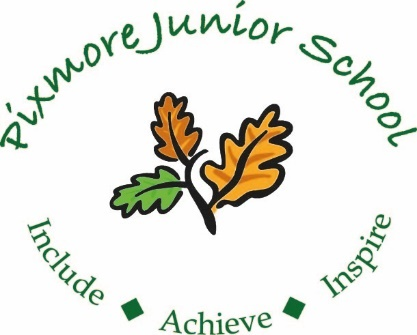 Pixmore Junior School
Include ◆ Achieve ◆ Inspire